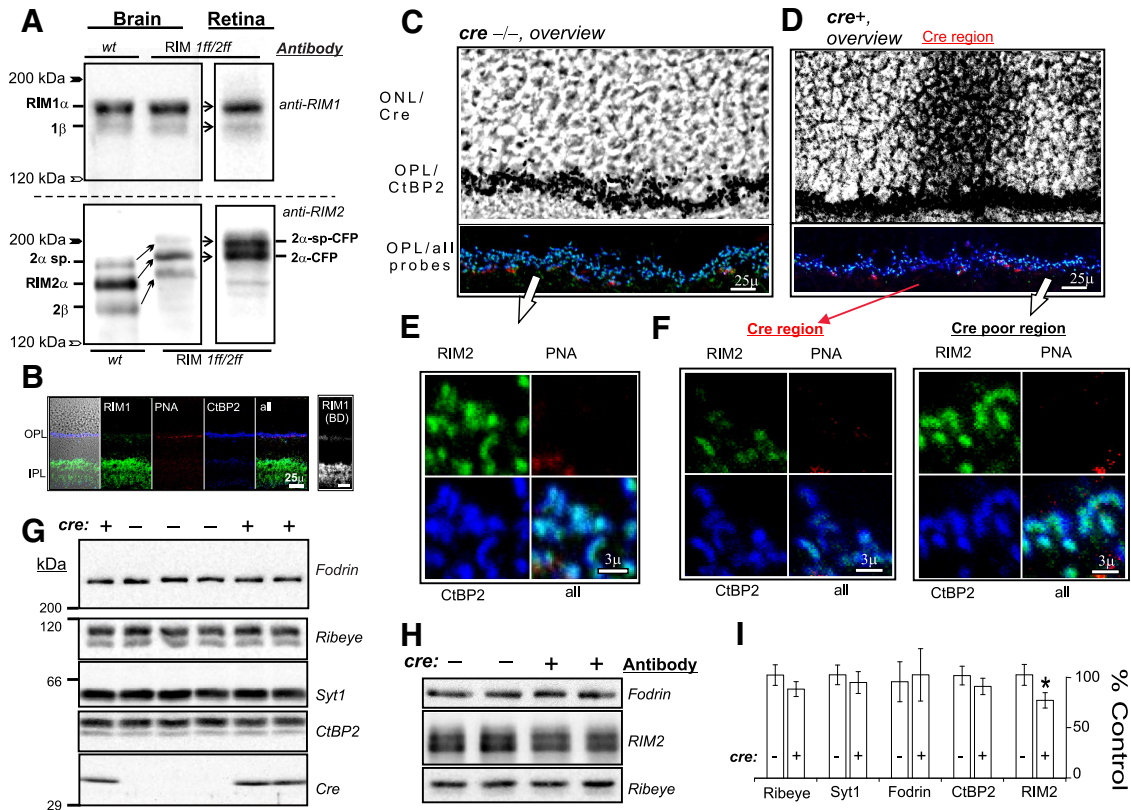 A
Brain Retina
wt RIM 1ff/2ff Antibody
200 kDa
RIM1α
1β
120 kDa
anti-RIM1
anti-RIM2
200 kDa
2α sp.
RIM2α
2β
120 kDa
2α-sp-CFP
2α-CFP
wt RIM 1ff/2ff
B
RIM1 PNA CtBP2 all RIM1 (BD)
OPL
IPL
25μ
C
cre –/–, overview
ONL/
Cre
OPL/
CtBP2
OPL/all
probes
25μ
D
cre+,
overview
Cre region
25μ
E
RIM2 PNA
3μ
CtBP2 all
F
Cre region
RIM2 PNA
3μ
CtBP2 all
Cre poor region
RIM2 PNA
3μ
CtBP2 all
G
cre: + – – – + +
kDa
Fodrin
200
120
Ribeye
66
Syt1
CtBP2
Cre
29
H
cre: – – + + Antibody
Fodrin
RIM2
Ribeye
I
*
100
50
0
% Control
cre: - + - + - + - + - +
Ribeye Syt1 Fodrin CtBP2 RIM2